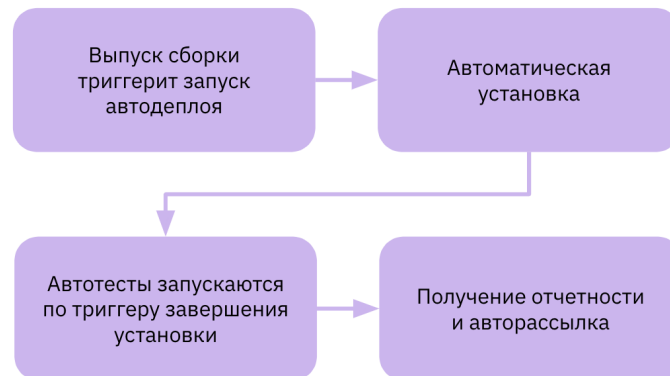 Выпуск сборки
триггерит запуск
автодеплоя
Автоматическая
установка
Автотесты запускаются
по триггеру завершения
установки
Получение отчетности
и авторассылка